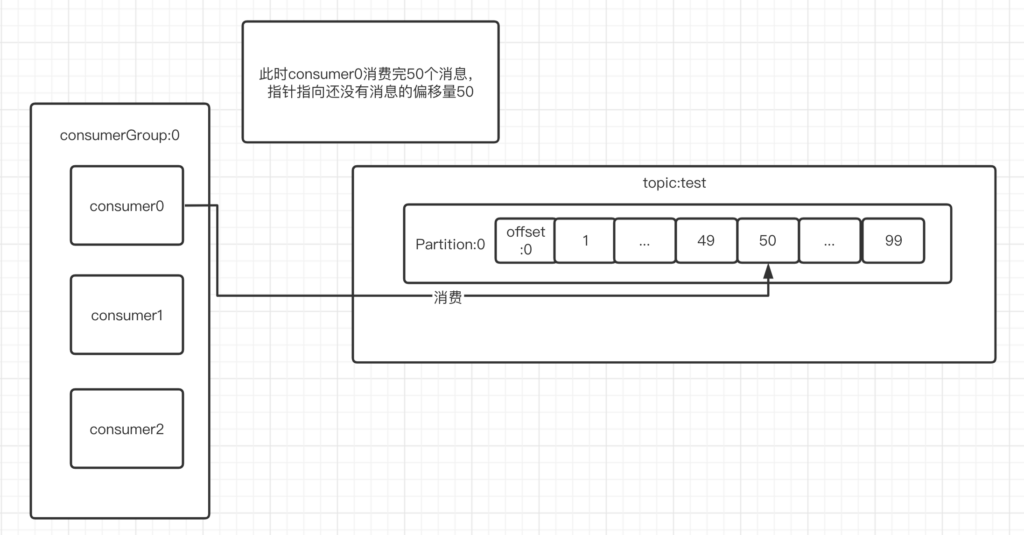 此时consumer0消费完50个消息，
指针指向还没有消息的偏移量50
consumerGroup:0
consumer0
consumer1
consumer2
topic:test
Partition:0
offset
:0
1
...
49
50
...
99
消费